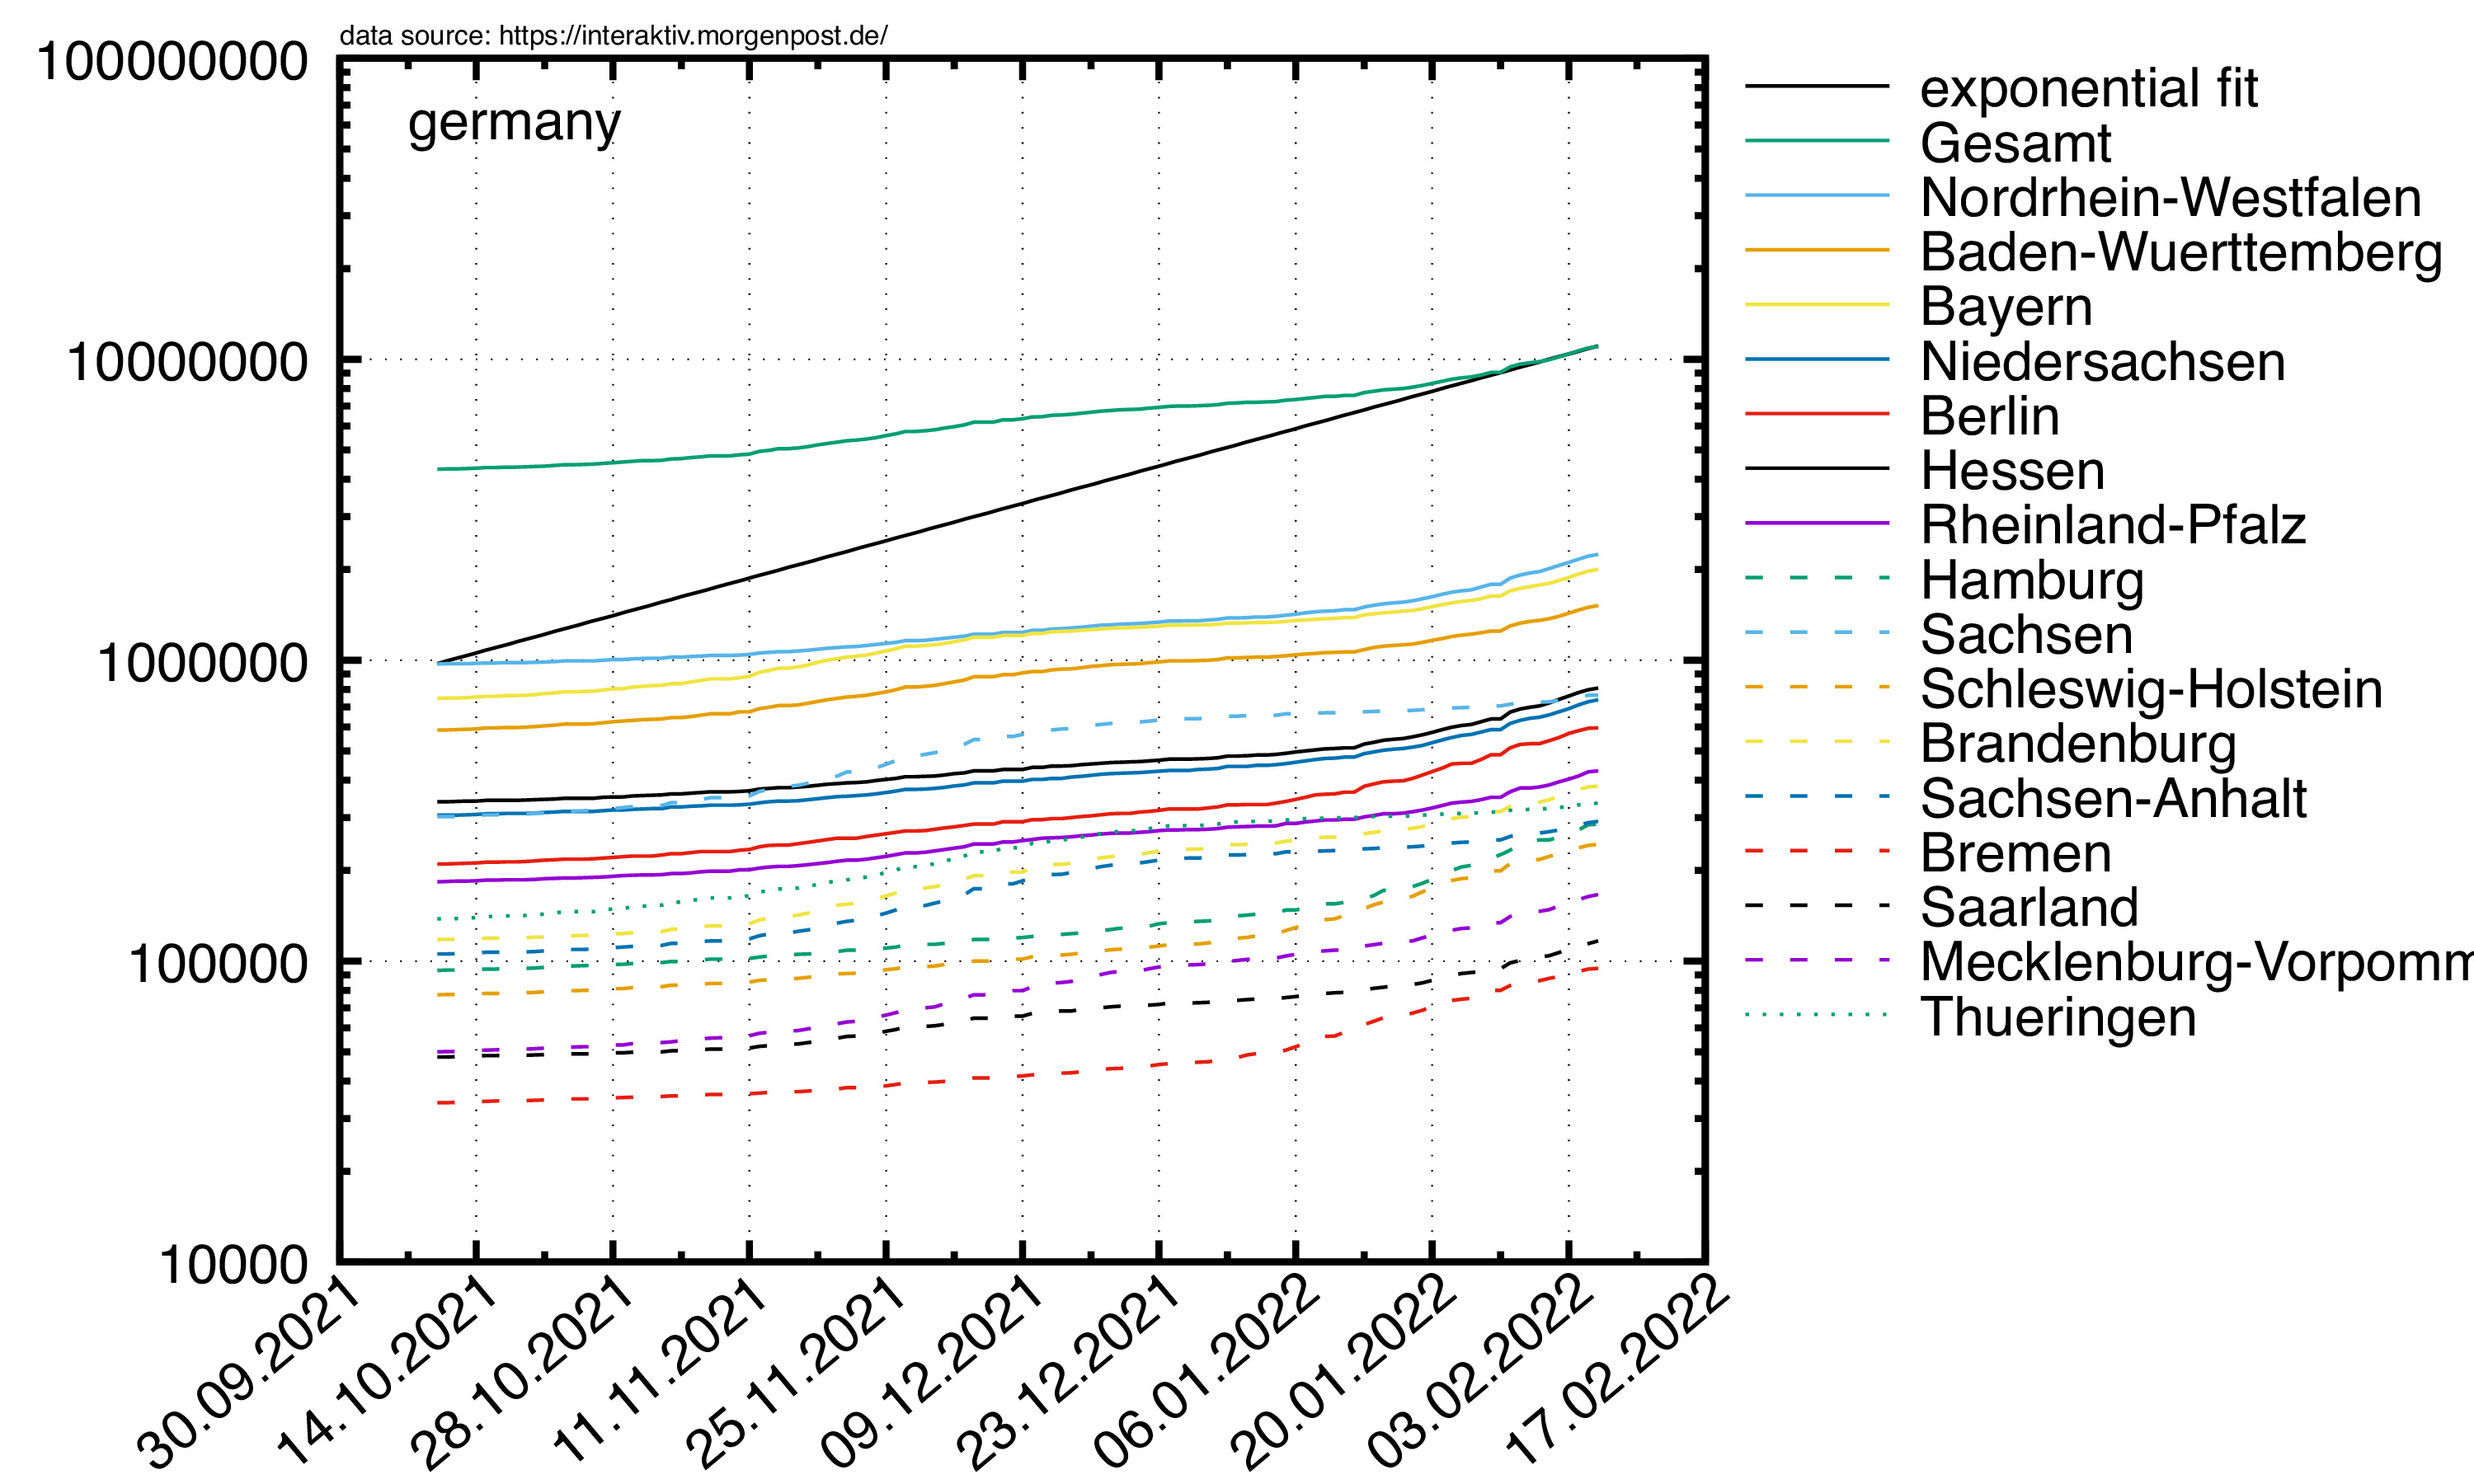 data source: https://interaktiv.morgenpost.de/
germany
100000000
10000000
1000000
100000
10000
30.09.2021
14.10.2021
28.10.2021
11.11.2021
25.11.2021
09.12.2021
23.12.2021
06.01.2022
20.01.2022
03.02.2022
17.02.2022
exponential fit
Gesamt
Nordrhein-Westfalen
Baden-Wuerttemberg
Bayern
Niedersachsen
Berlin
Hessen
Rheinland-Pfalz
Hamburg
Sachsen
Schleswig-Holstein
Brandenburg
Sachsen-Anhalt
Bremen
Saarland
Mecklenburg-Vorpomm
Thueringen